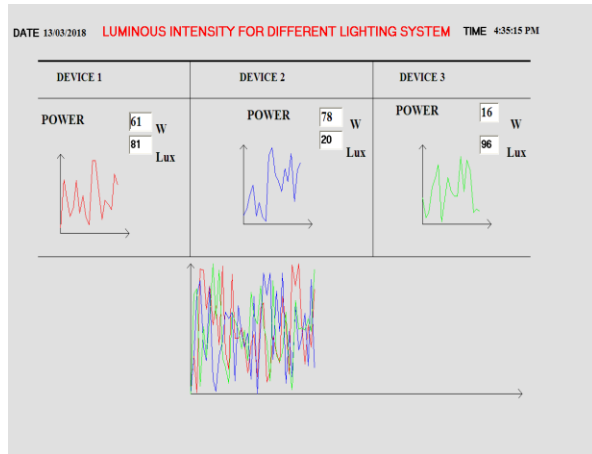 DATE 13/03/2018 LUMINOUS INTENSITY FOR DIFFERENT LIGHTING SYSTEM TIME 4:35:15 PM
DEVICE 1 DEVICE 2 DEVICE 3
POWER 61 W POWER 78 W POWER 16 W
81 Lux 20 Lux 96 Lux